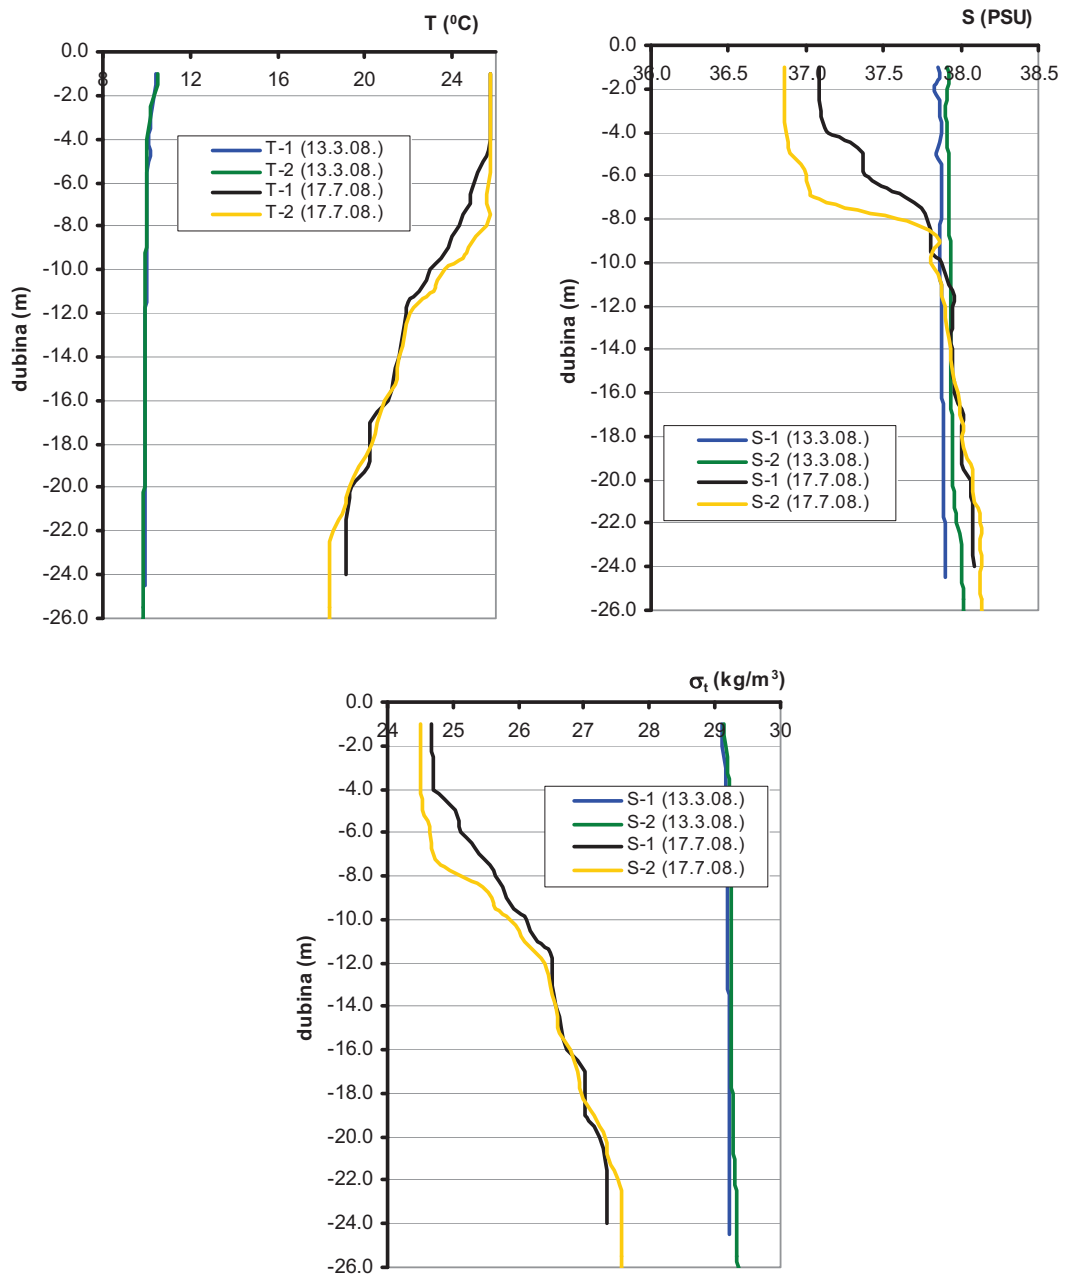 T (⁰C)
0.0
8 12 16 20 24
-2.0
-4.0
-6.0
-8.0
-10.0
-12.0
-14.0
-16.0
-18.0
-20.0
-22.0
-24.0
-26.0
dubina (m)
T-1 (13.3.08.)
T-2 (13.3.08.)
T-1 (17.7.08.)
T-2 (17.7.08.)
S (PSU)
0.0
36.0 36.5 37.0 37.5 38.0 38.5
-2.0
-4.0
-6.0
-8.0
-10.0
-12.0
-14.0
-16.0
-18.0
-20.0
-22.0
-24.0
-26.0
dubina (m)
S-1 (13.3.08.)
S-2 (13.3.08.)
S-1 (17.7.08.)
S-2 (17.7.08.)
σt (kg/m³)
0.0
24 25 26 27 28 29 30
-2.0
-4.0
-6.0
-8.0
-10.0
-12.0
-14.0
-16.0
-18.0
-20.0
-22.0
-24.0
-26.0
dubina (m)
S-1 (13.3.08.)
S-2 (13.3.08.)
S-1 (17.7.08.)
S-2 (17.7.08.)